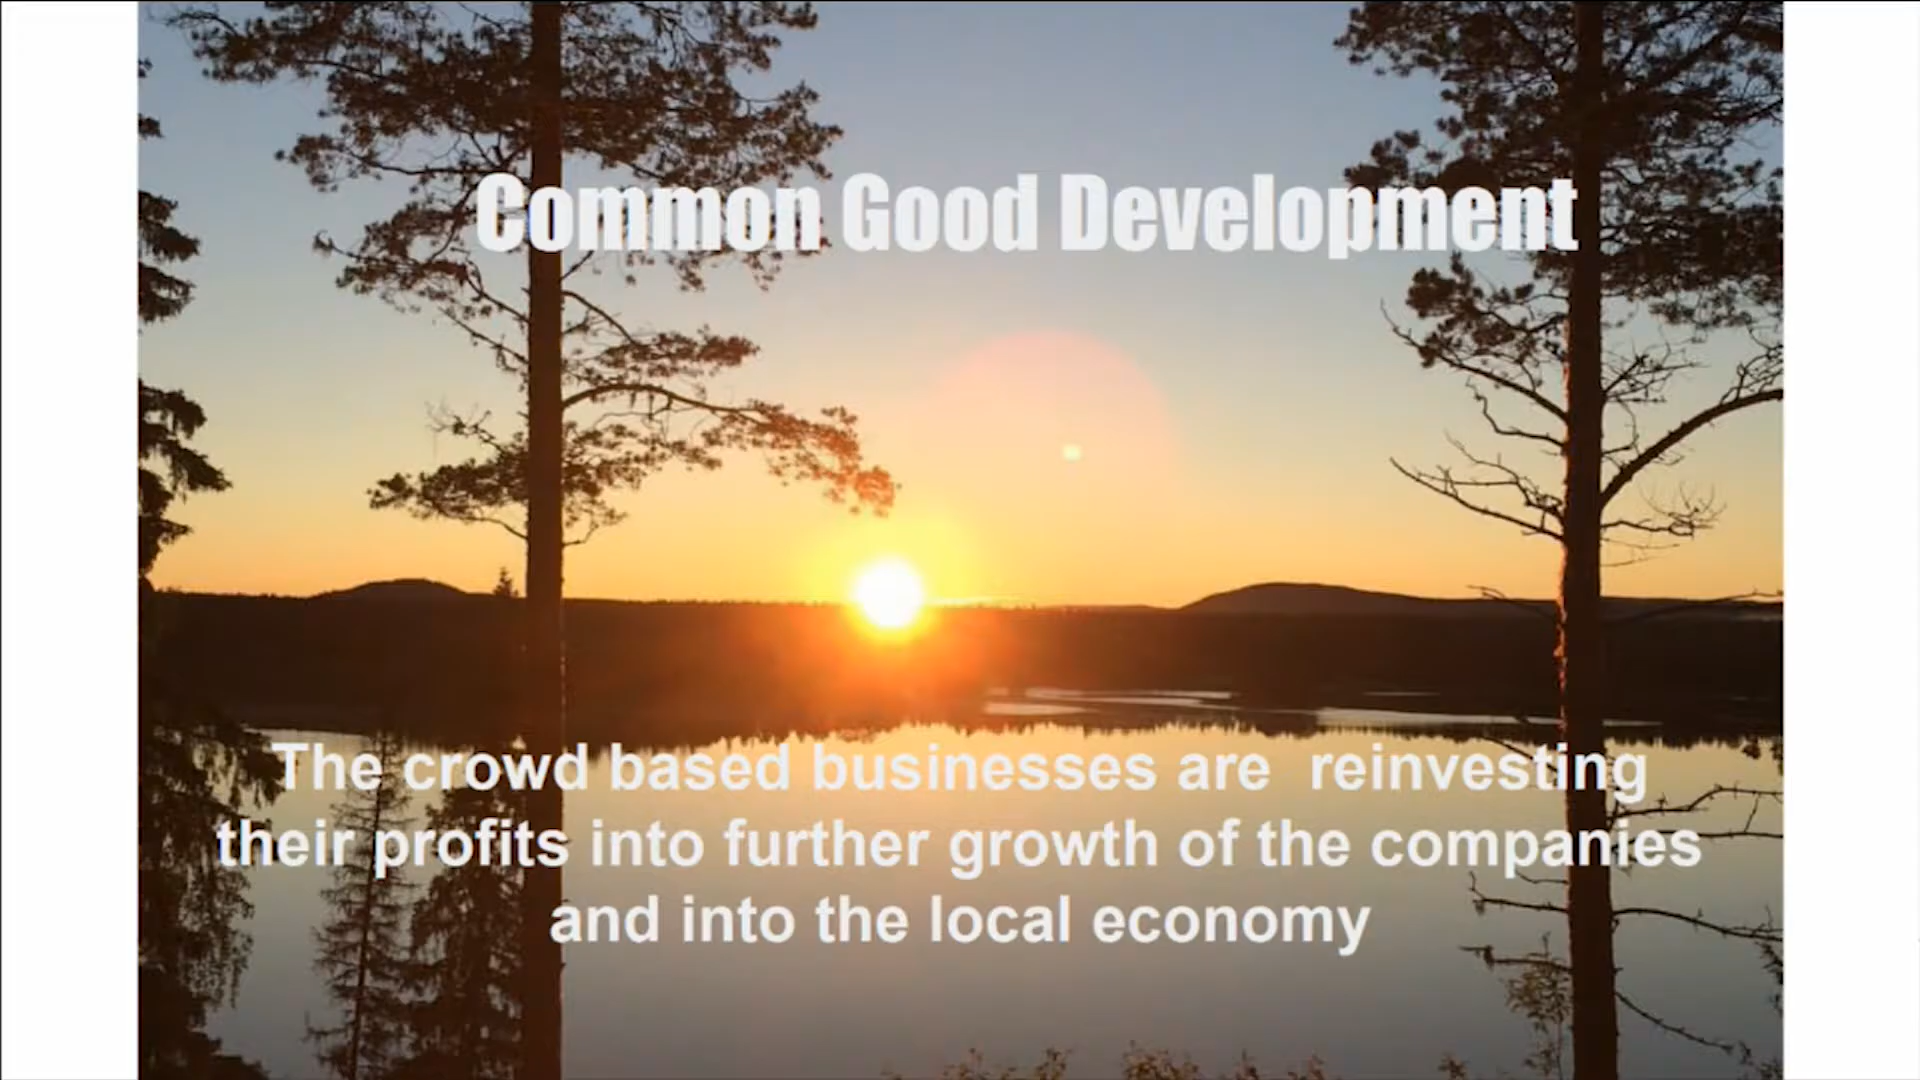 Common Good Development
The crowd based businesses are  reinvesting
their profits into further growth of the companies
and into the local economy